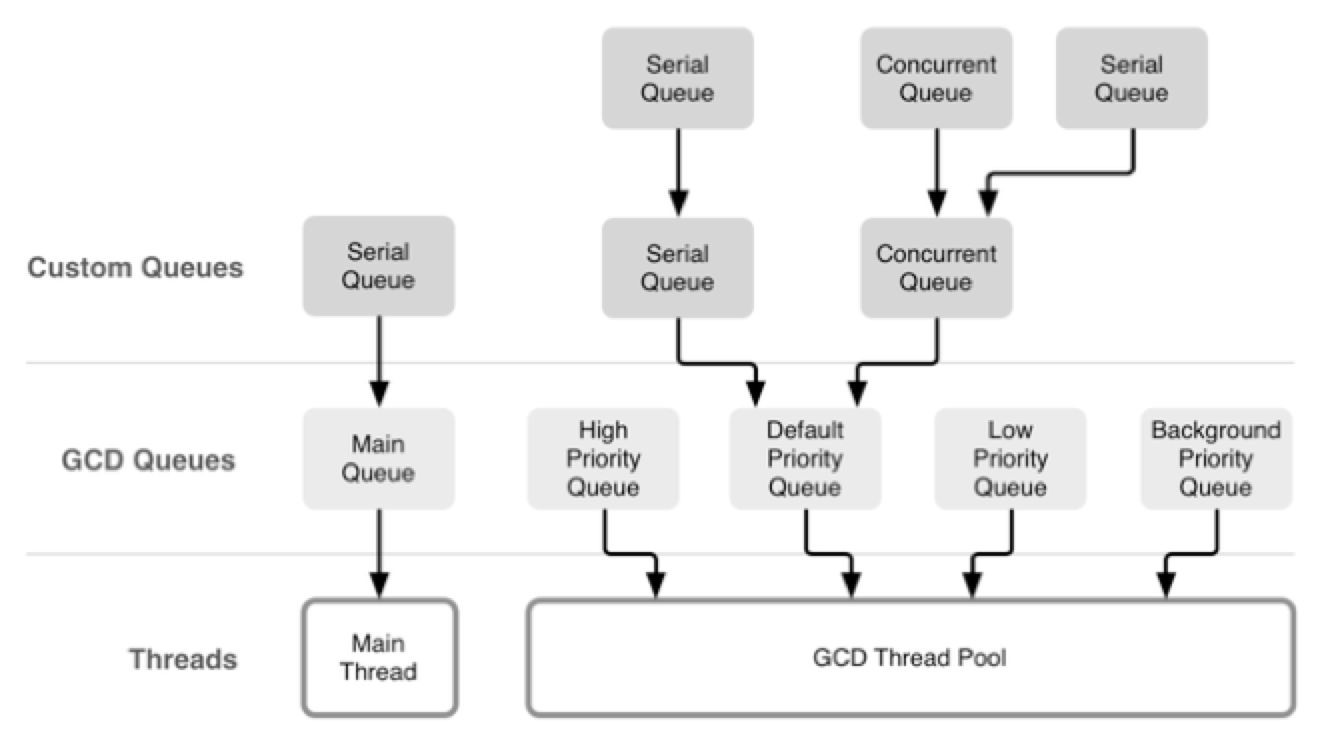 Serial
Queue
Concurrent
Queue
Serial
Queue
Custom Queues
Serial
Queue
Serial
Queue
Concurrent
Queue
GCD Queues
Main
Queue
High
Priority
Queue
Default
Priority
Queue
Low
Priority
Queue
Background
Priority
Queue
Threads
Main
Thread
GCD Thread Pool